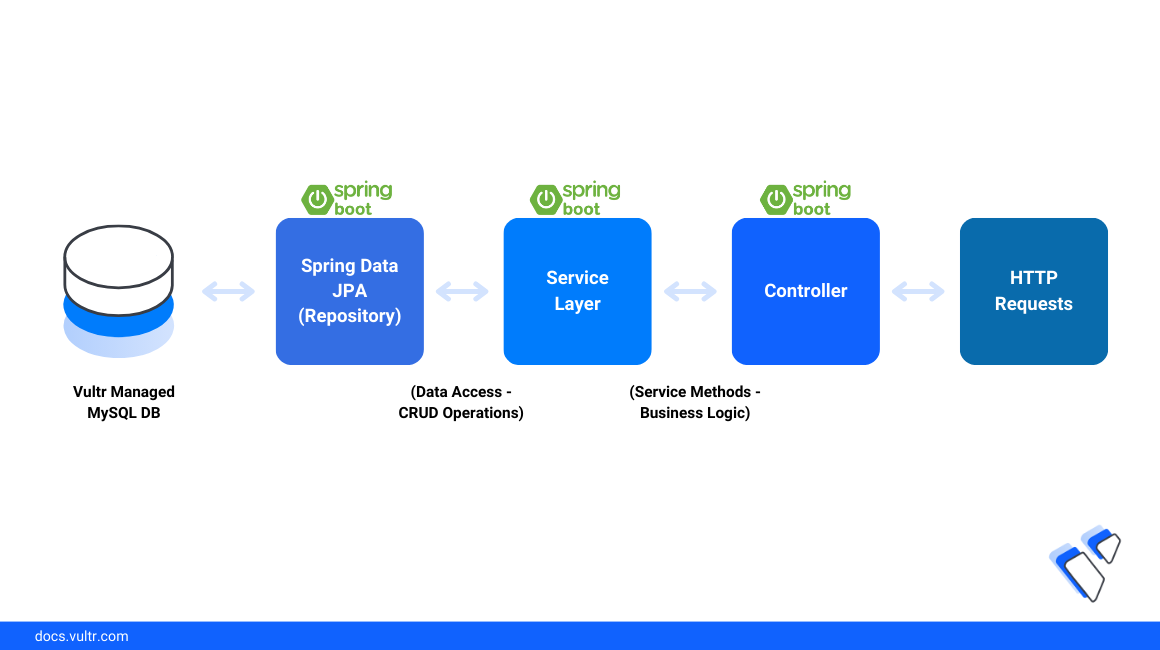 spring
boot
spring
boot
spring
boot
Spring Data
JPA
(Repository)
Service
Layer
Controller
HTTP
Requests
Vultr Managed
MySQL DB
(Data Access -
CRUD Operations)
(Service Methods -
Business Logic)
docs.vultr.com